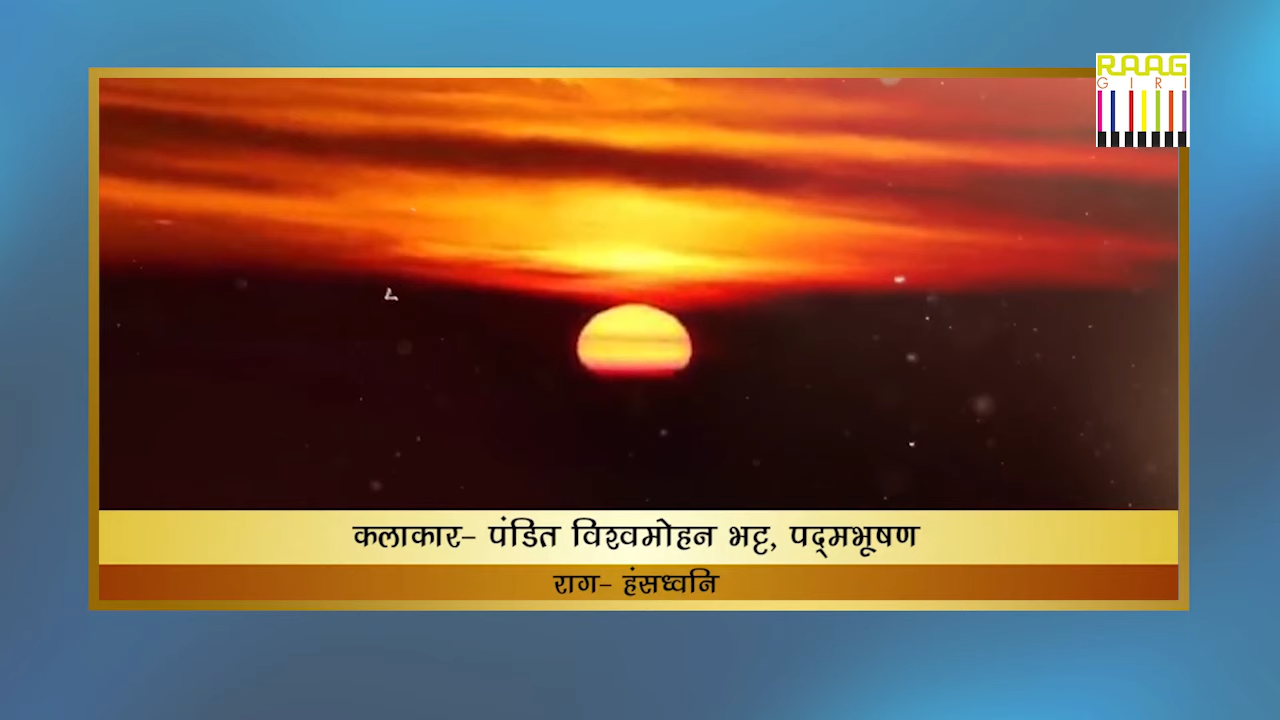 RAAG
GIRI
कलाकार– पंडित विश्वमोहन भट्ट, पद्मभूषण
राग– हंसध्वनि